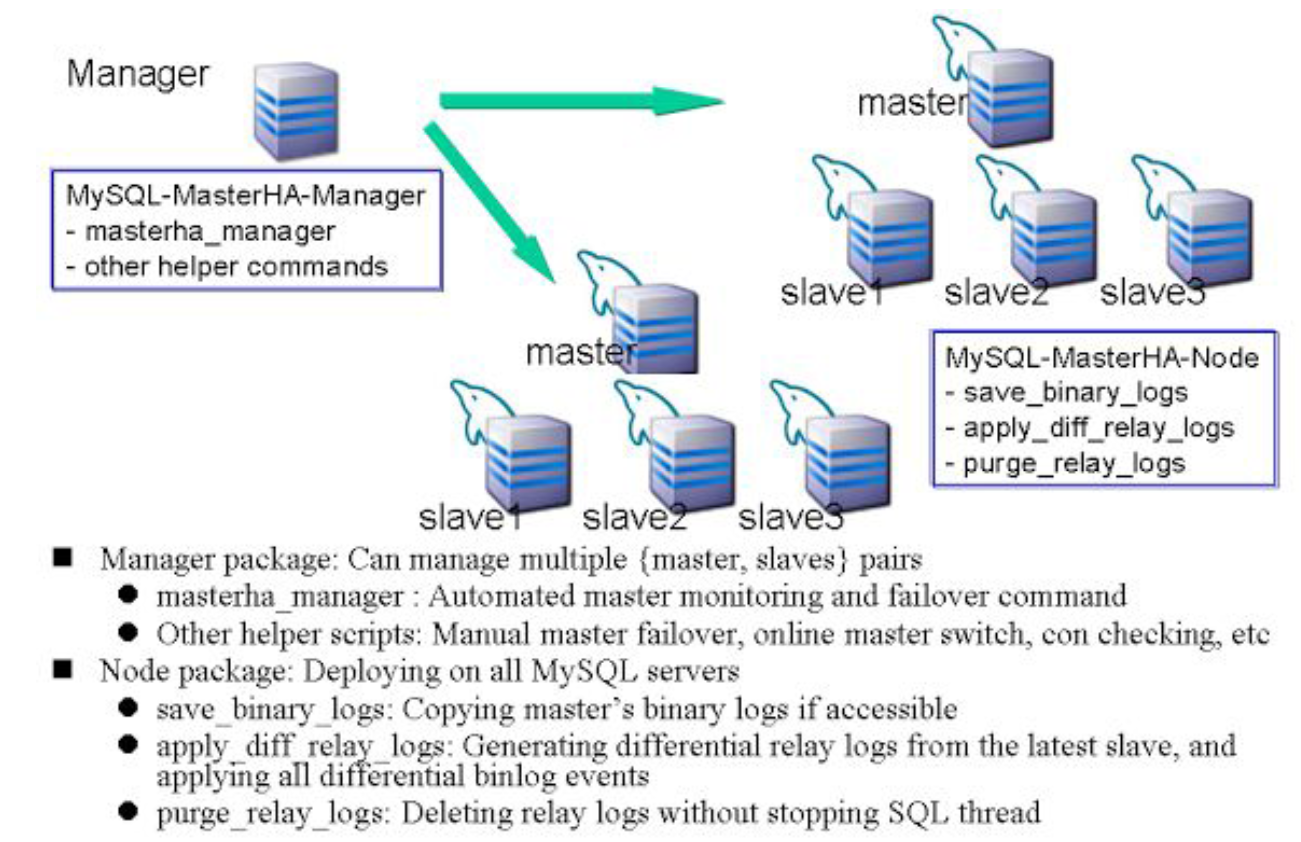 Manager
master
MySQL-MasterHA-Manager
- masterha_manager
- other helper commands
slave1
slave2
slave3
master
MySQL-MasterHA-Node
- save_binary_logs
- apply_diff_relay_logs
- purge_relay_logs
slave1
slave2
slave3
■ Manager package: Can manage multiple {master, slaves} pairs
● masterha_manager : Automated master monitoring and failover command
● Other helper scripts: Manual master failover, online master switch, con checking, etc
■ Node package: Deploying on all MySQL servers
● save_binary_logs: Copying master's binary logs if accessible
● apply_diff_relay_logs: Generating differential relay logs from the latest slave, and
applying all differential binlog events
● purge_relay_logs: Deleting relay logs without stopping SQL thread